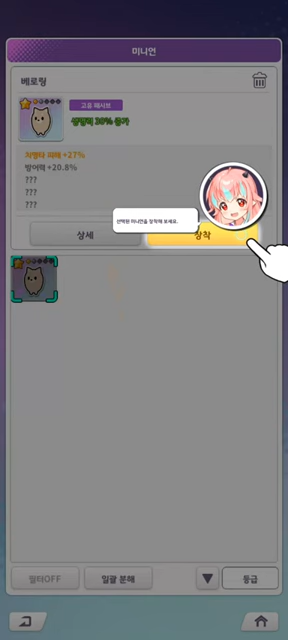 미니언
베로링
고유 패시브
생명력 30% 증가
치명타 피해 +27%
방어력 +20.8%
???
???
???
선택된 미니언을 장착해 보세요.
상세
장착
필터OFF
일괄 분해
▼
등급